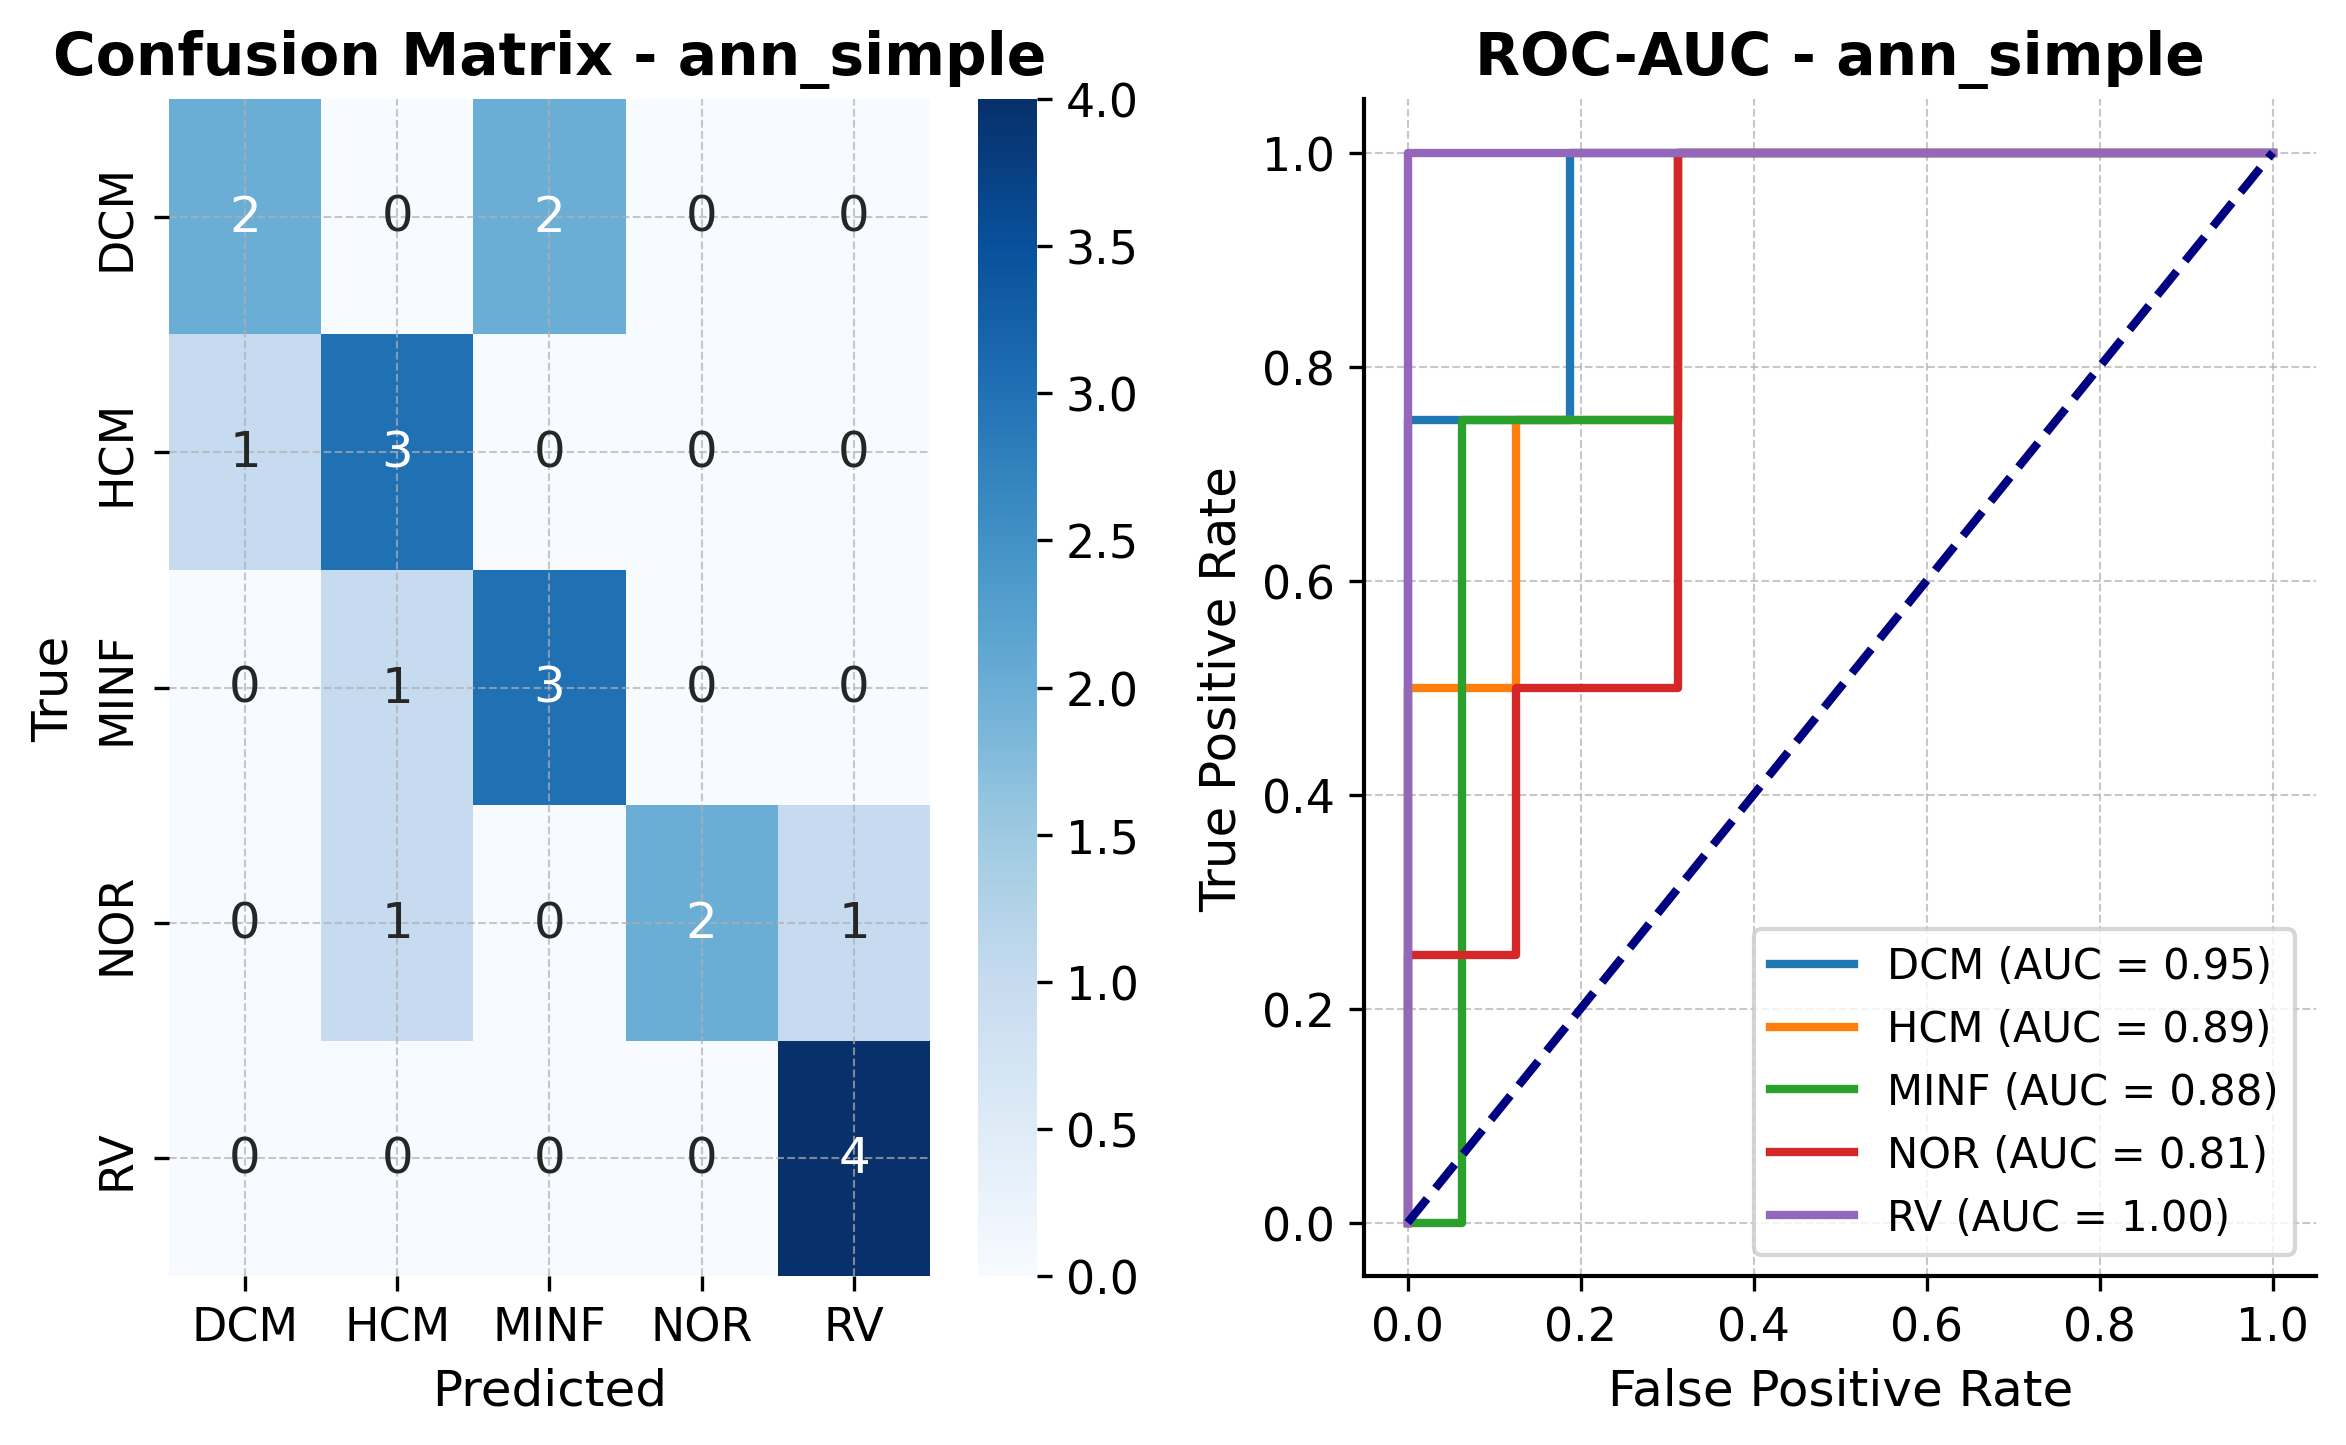 Confusion Matrix - ann_simple
DCM 2 0 2 0 0
HCM 1 3 0 0 0
MINF 0 1 3 0 0
NOR 0 1 0 2 1
RV 0 0 0 0 4
True
DCM HCM MINF NOR RV
Predicted
4.0
3.5
3.0
2.5
2.0
1.5
1.0
0.5
0.0
ROC-AUC - ann_simple
True Positive Rate
1.0
0.8
0.6
0.4
0.2
0.0
DCM (AUC = 0.95)
HCM (AUC = 0.89)
MINF (AUC = 0.88)
NOR (AUC = 0.81)
RV (AUC = 1.00)
0.0 0.2 0.4 0.6 0.8 1.0
False Positive Rate